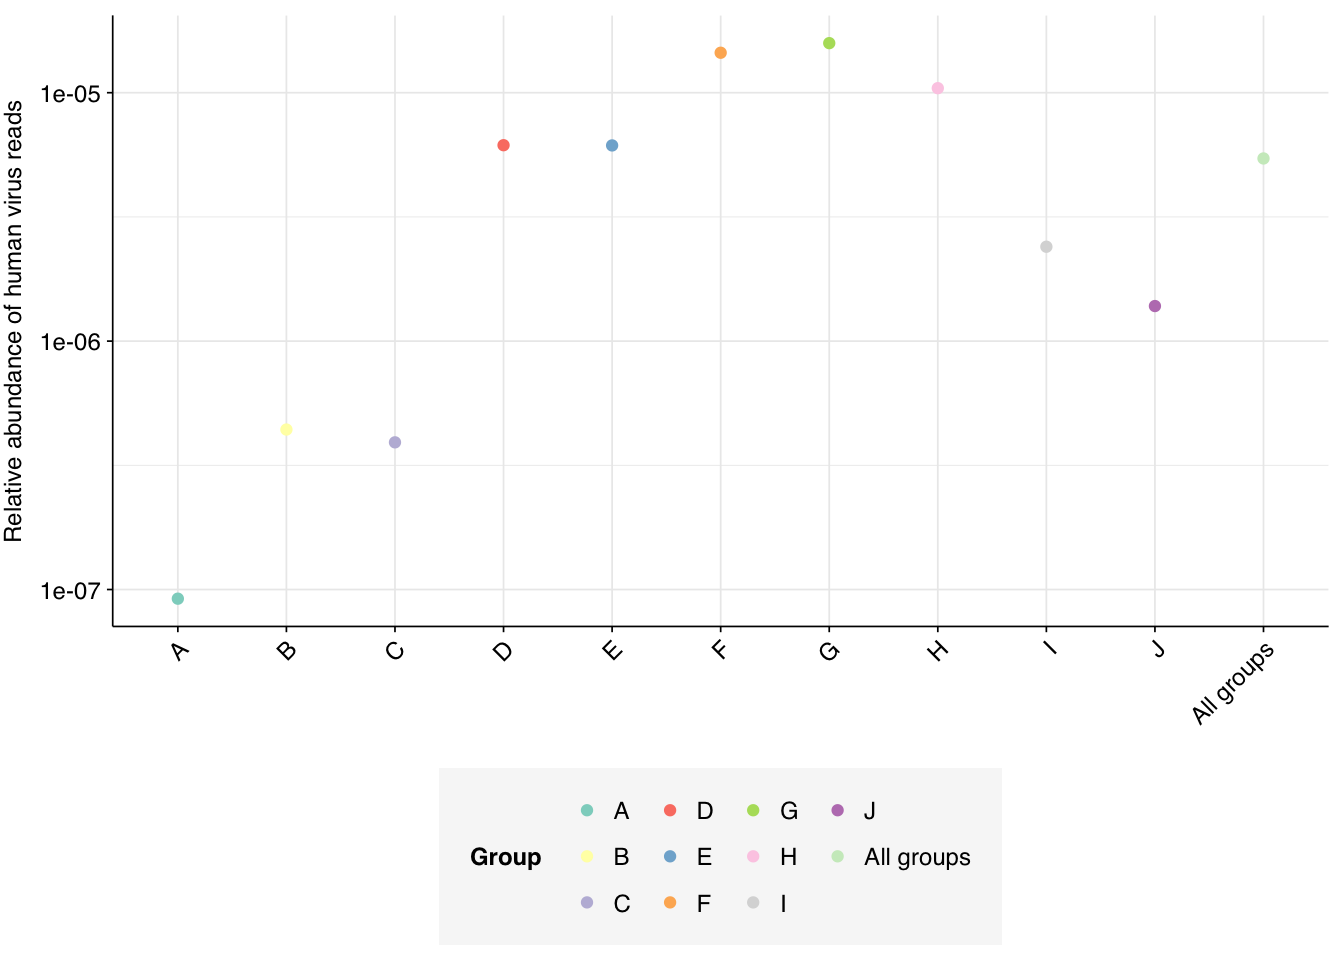 Relative abundance of human virus reads
1e-05
1e-06
1e-07
A
B
C
D
E
F
G
H
I
J
All groups
Group
A
B
C
D
E
F
G
H
I
J
All groups